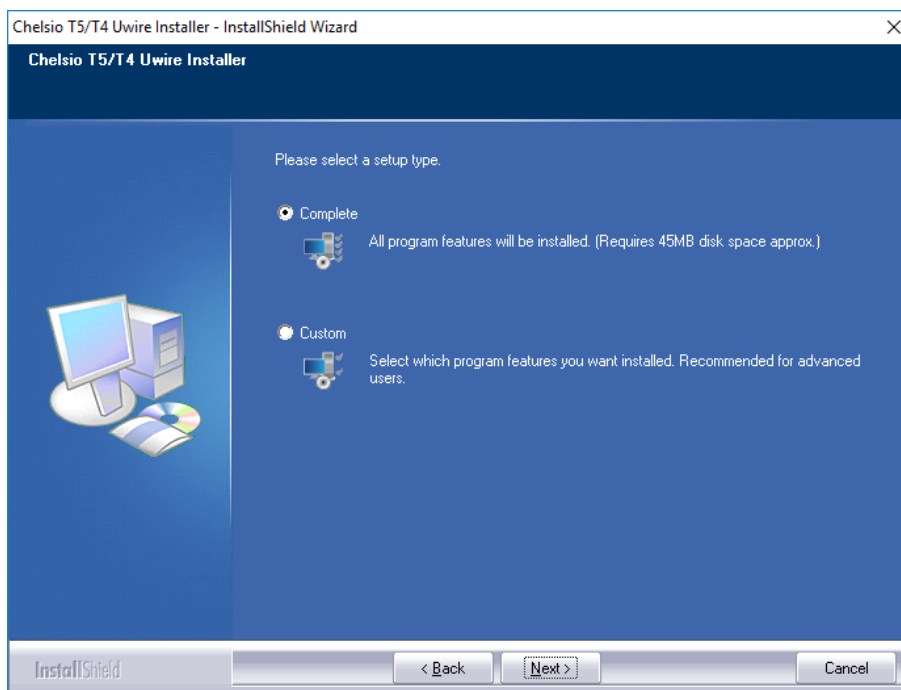 Chelsio T5/T4 Uwire Installer - InstallShield Wizard
Chelsio T5/T4 Uwire Installer
Please select a setup type.
Complete
All program features will be installed. (Requires 45MB disk space approx.)
Custom
Select which program features you want installed. Recommended for advanced
users.
InstallShield
< Back
Next >
Cancel